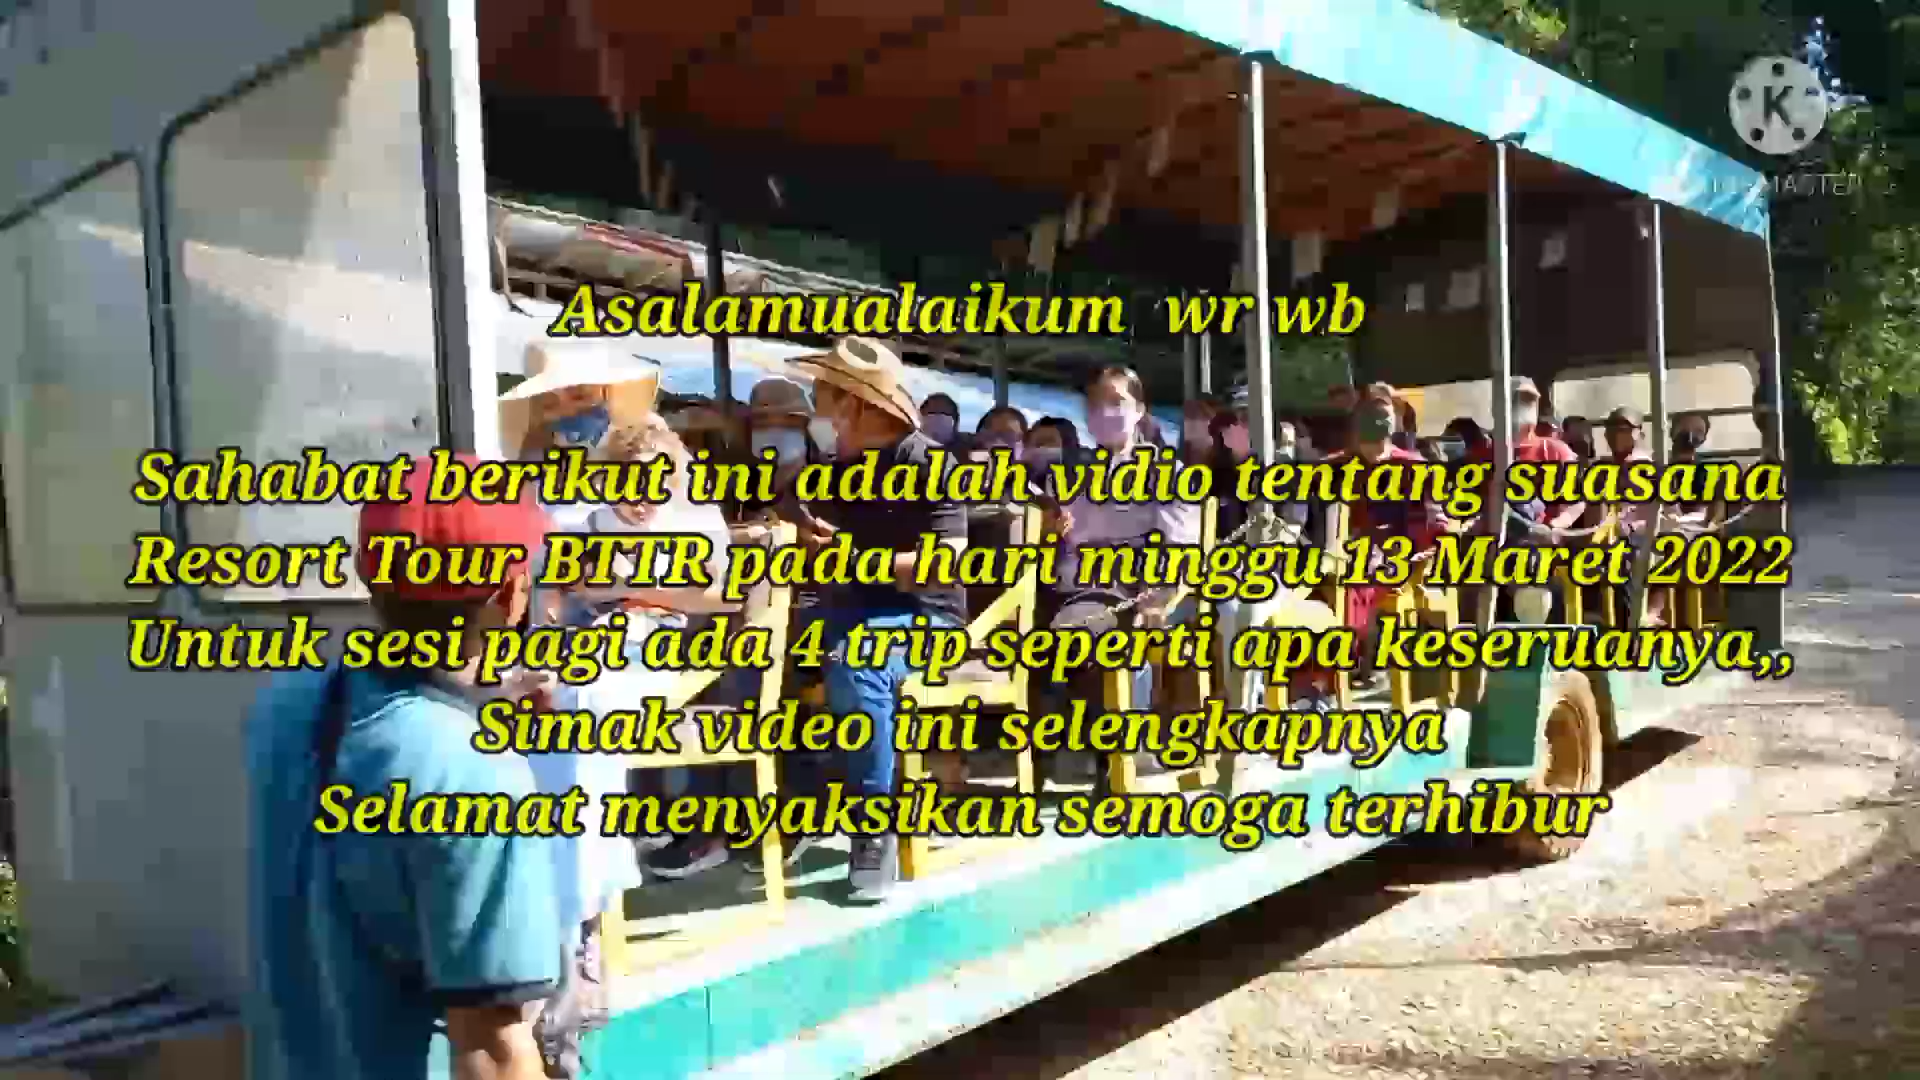 K
KINEMASTER
Asalamualaikum wr wb
Sahabat berikut ini adalah vidio tentang suasana
Resort Tour BTTR pada hari minggu 13 Maret 2022
Untuk sesi pagi ada 4 trip seperti apa keseruanya,,
Simak video ini selengkapnya
Selamat menyaksikan semoga terhibur